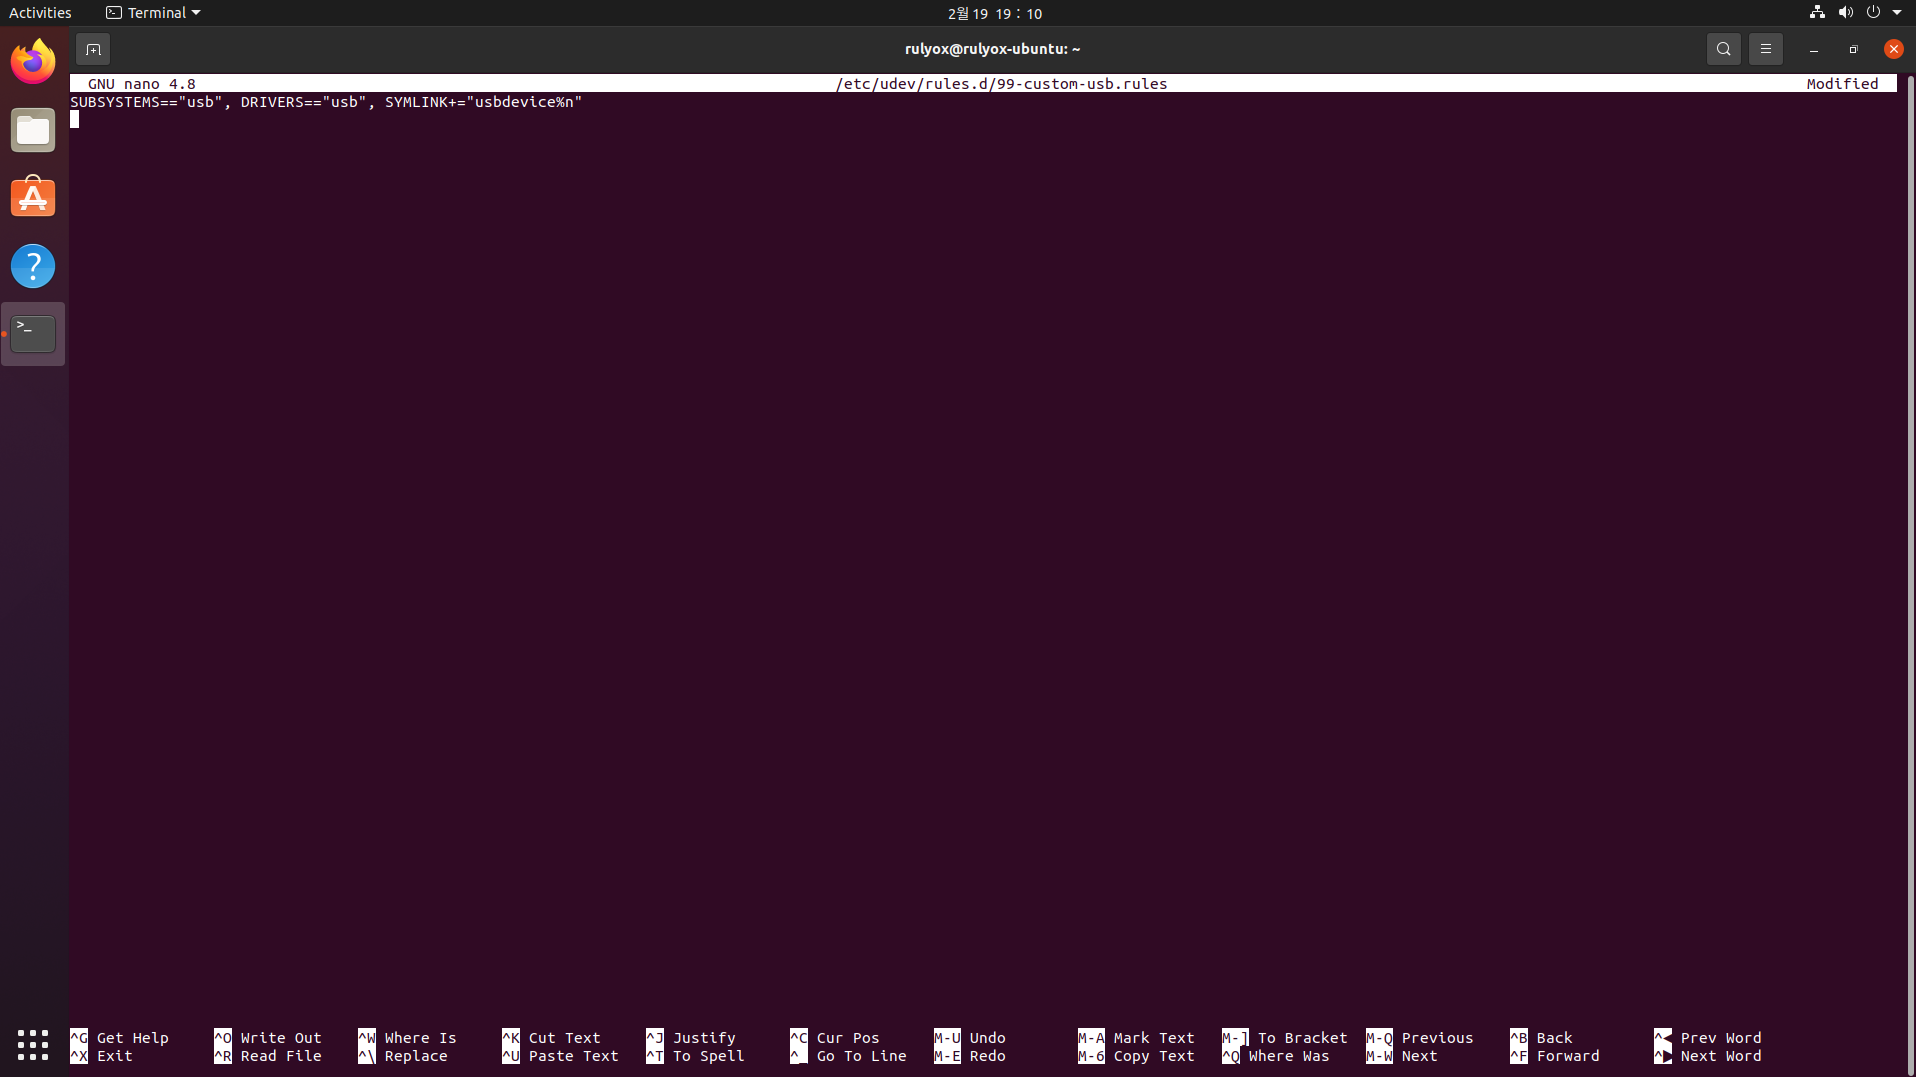 Activities Terminal 2월 19 19 : 10
rulyox@rulyox-ubuntu: ~
GNU nano 4.8 /etc/udev/rules.d/99-custom-usb.rules Modified
SUBSYSTEMS=="usb", DRIVERS=="usb", SYMLINK+="usbdevice%n"
^G Get Help ^O Write Out ^W Where Is ^K Cut Text ^J Justify ^C Cur Pos M-U Undo M-A Mark Text M-] To Bracket M-Q Previous ^B Back ^◀ Prev Word
^X Exit ^R Read File ^\ Replace ^U Paste Text ^T To Spell ^_ Go To Line M-E Redo M-6 Copy Text ^Q Where Was M-W Next ^F Forward ^▶ Next Word